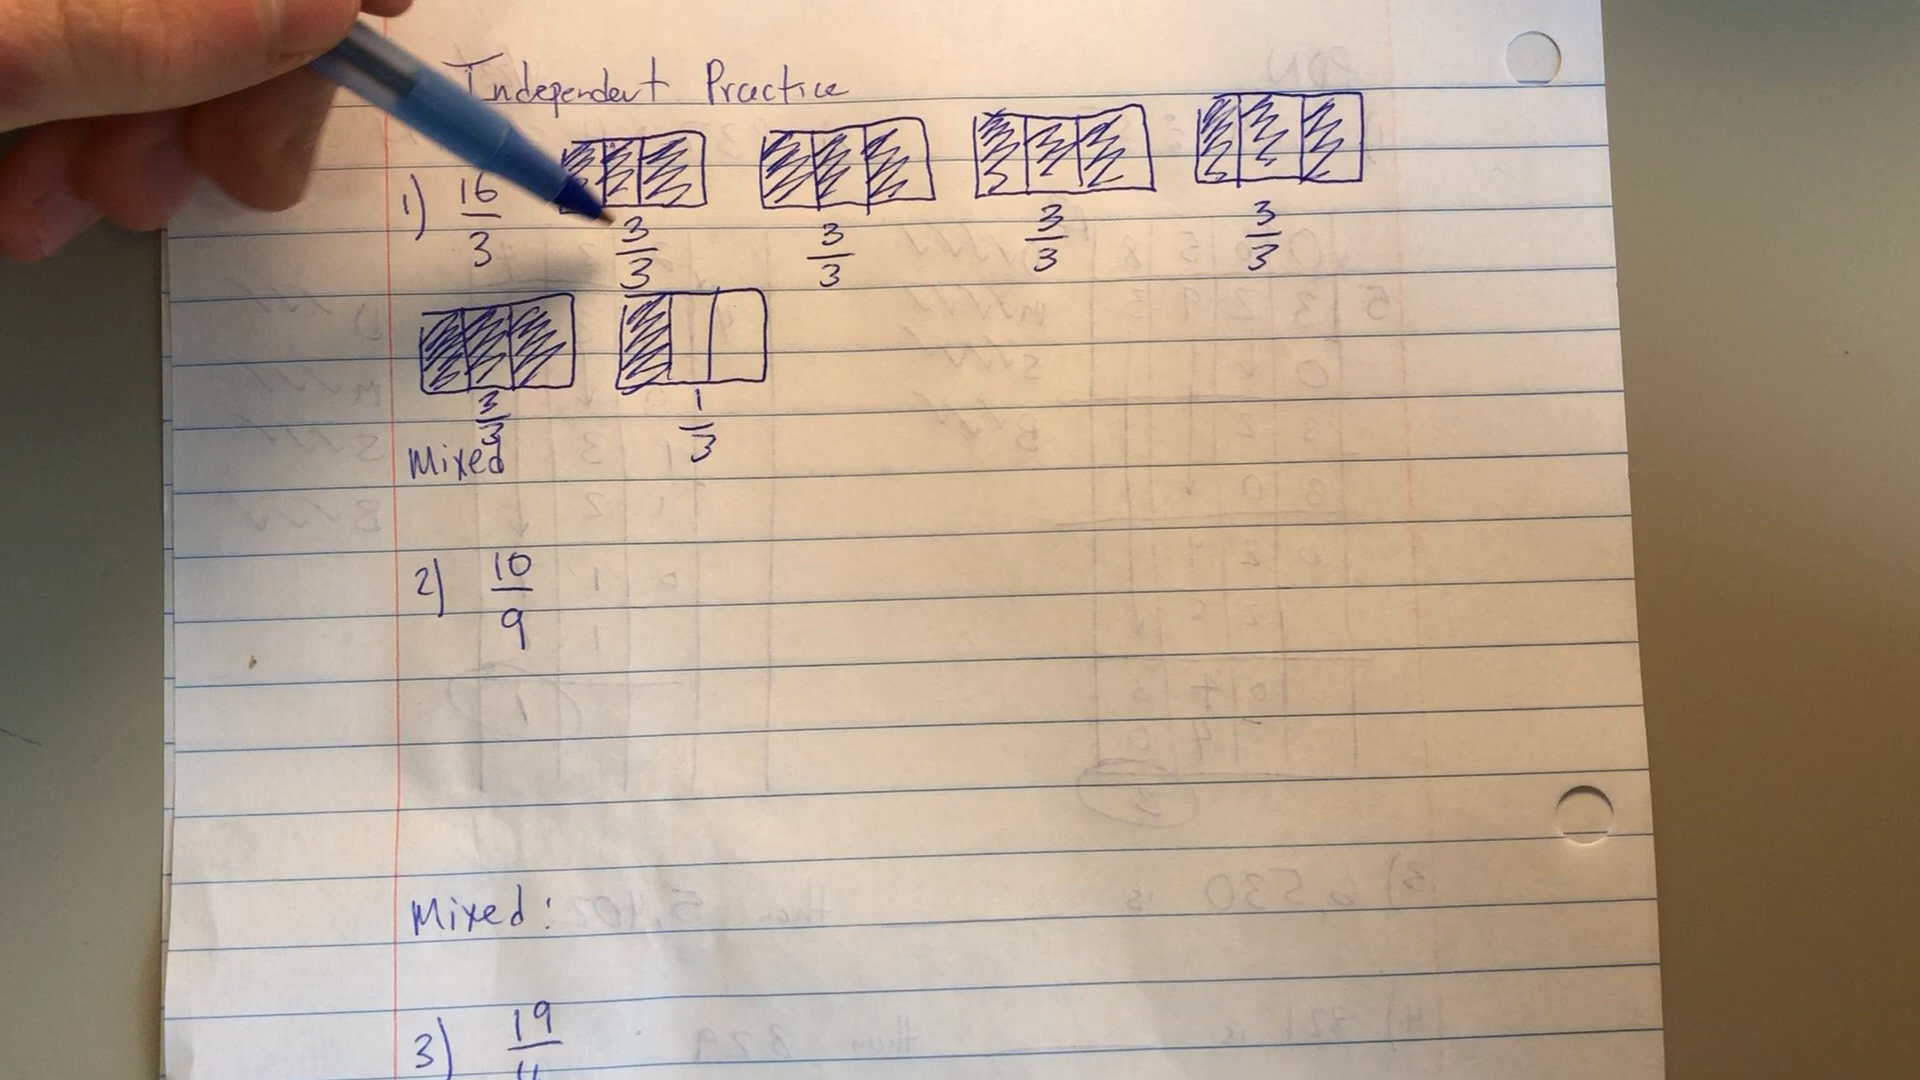 Independent Practice
1) 16/3 3/3 3/3 3/3 3/3
3/3 1/3
Mixed
2) 10/9
Mixed:
3) 19